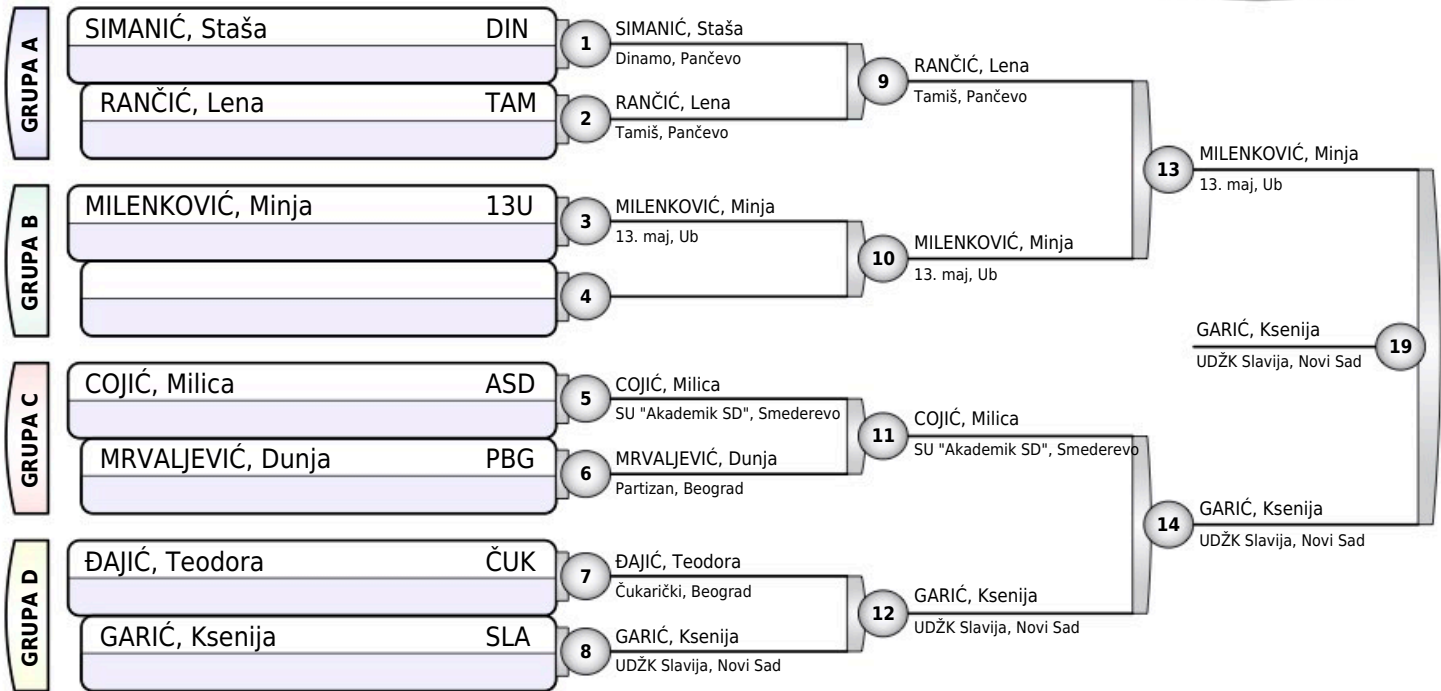 GRUPA A
SIMANIĆ, Staša DIN
RANČIĆ, Lena TAM
1
SIMANIĆ, Staša
Dinamo, Pančevo
2
RANČIĆ, Lena
Tamiš, Pančevo
9
RANČIĆ, Lena
Tamiš, Pančevo
GRUPA B
MILENKOVIĆ, Minja 13U
3
MILENKOVIĆ, Minja
13. maj, Ub
4
10
MILENKOVIĆ, Minja
13. maj, Ub
13
MILENKOVIĆ, Minja
13. maj, Ub
GRUPA C
COJIĆ, Milica ASD
MRVALJEVIĆ, Dunja PBG
5
COJIĆ, Milica
SU "Akademik SD", Smederevo
6
MRVALJEVIĆ, Dunja
Partizan, Beograd
11
COJIĆ, Milica
SU "Akademik SD", Smederevo
GRUPA D
ĐAJIĆ, Teodora ČUK
GARIĆ, Ksenija SLA
7
ĐAJIĆ, Teodora
Čukarički, Beograd
8
GARIĆ, Ksenija
UDŽK Slavija, Novi Sad
12
GARIĆ, Ksenija
UDŽK Slavija, Novi Sad
14
GARIĆ, Ksenija
UDŽK Slavija, Novi Sad
GARIĆ, Ksenija
UDŽK Slavija, Novi Sad
19